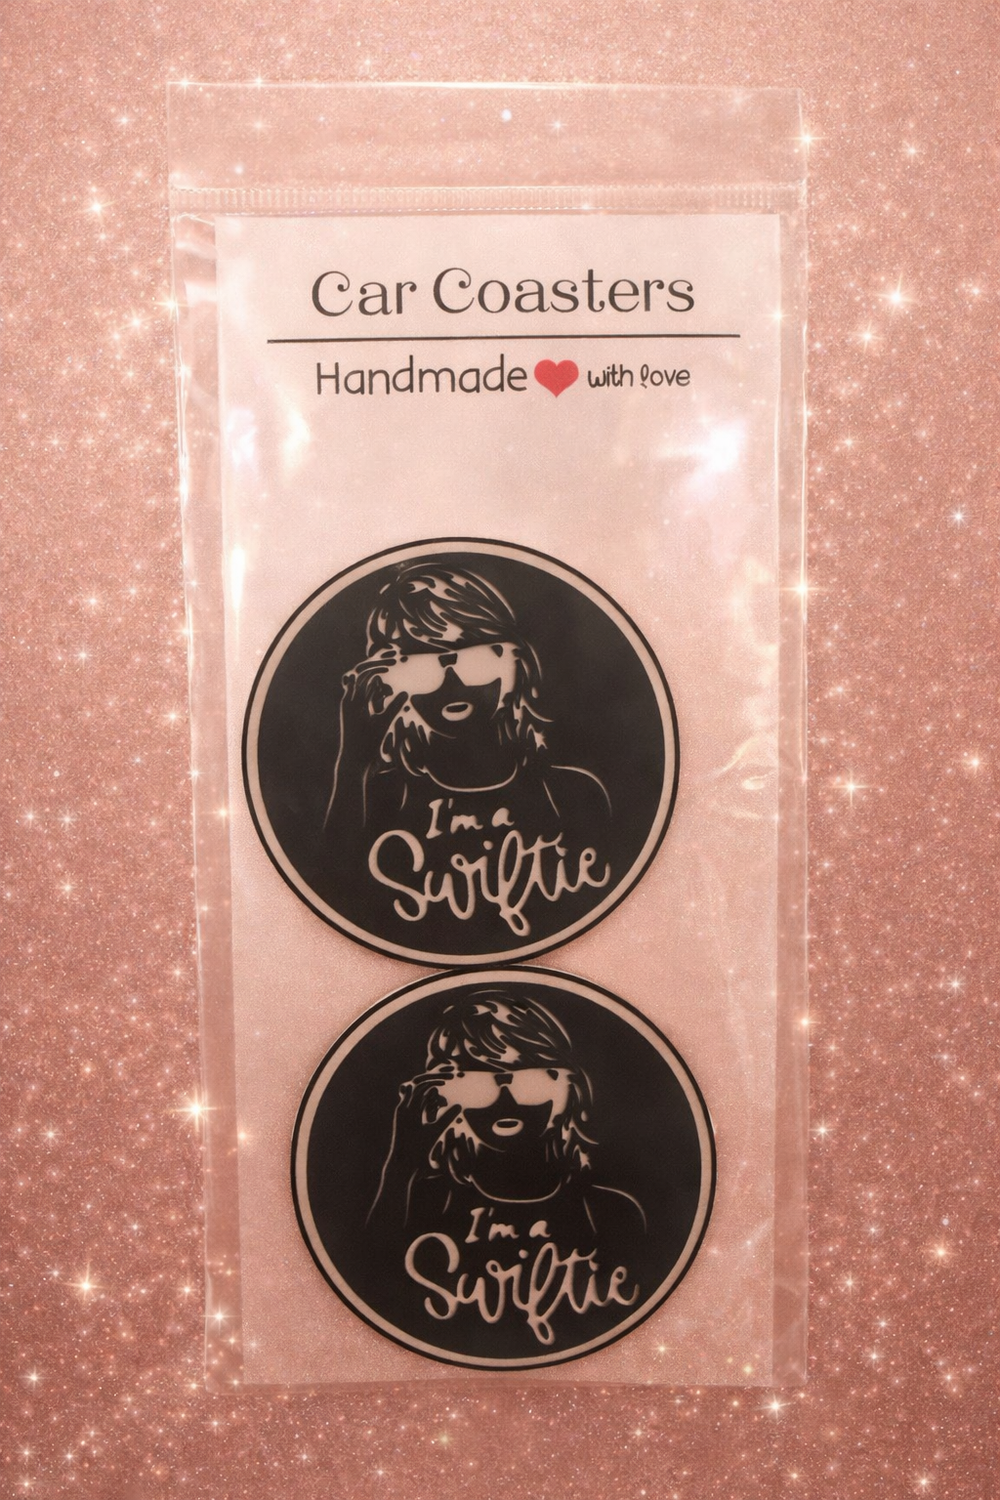 Car Coasters
Handmade ❤ with love
I'm a
Swiftie
I'm a
Swiftie